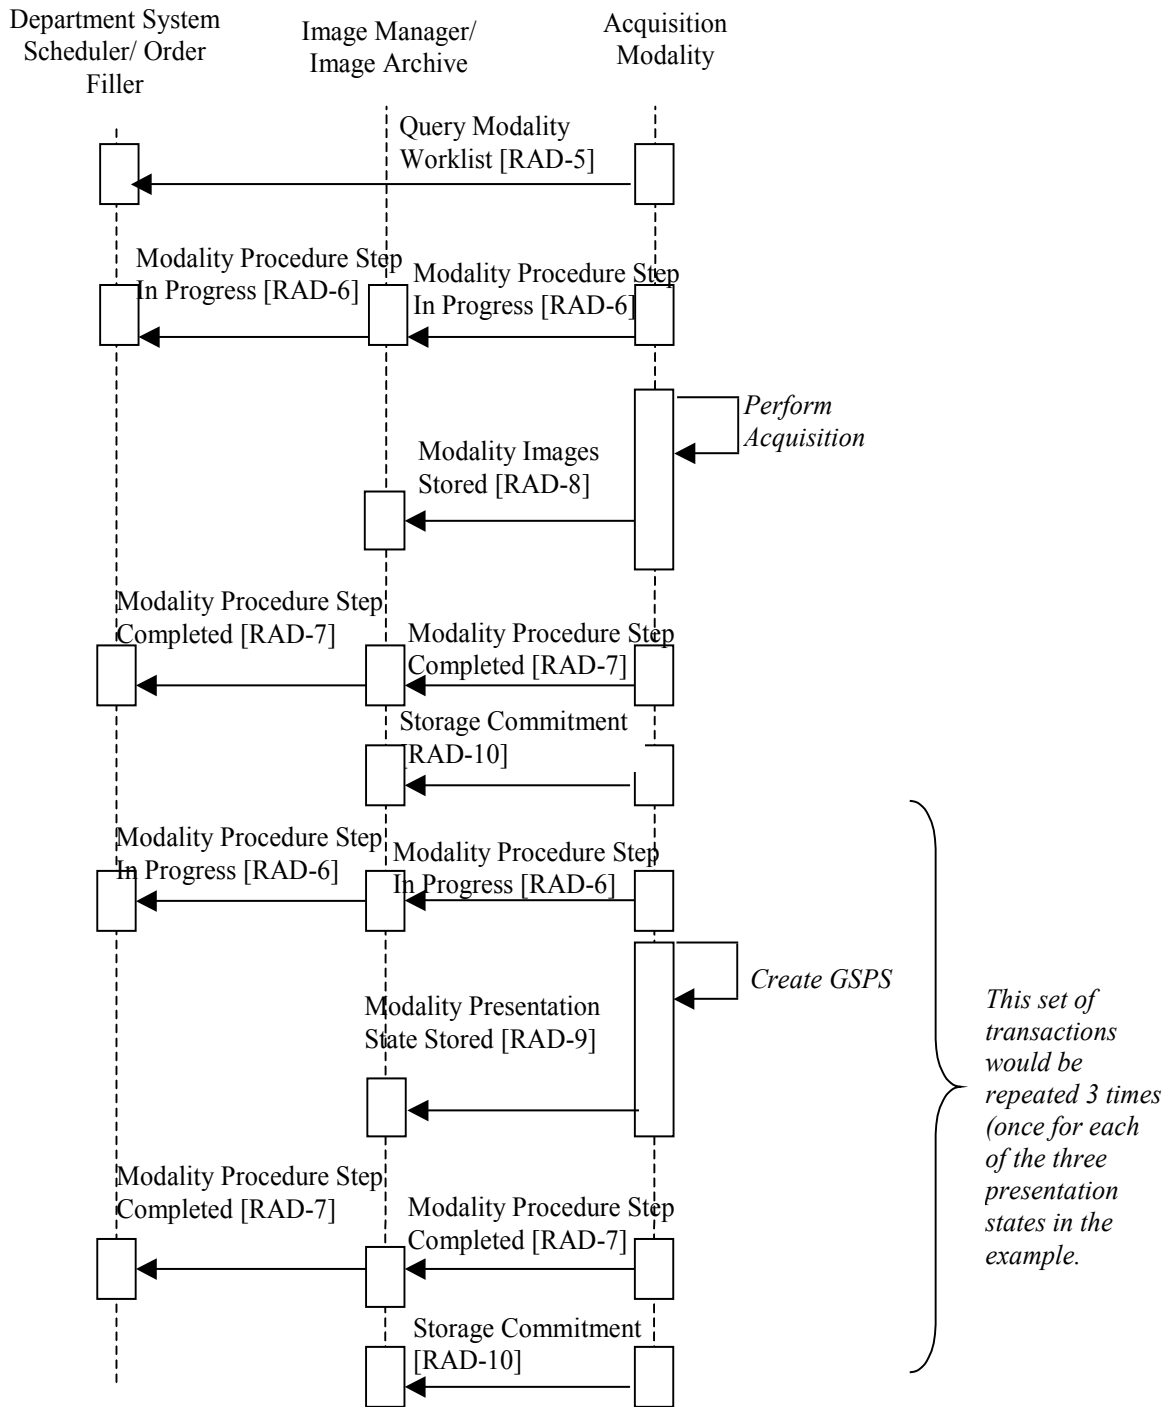 Department System
Scheduler/ Order
Filler
Image Manager/
Image Archive
Acquisition
Modality
Query Modality
Worklist [RAD-5]
Modality Procedure Step
In Progress [RAD-6]
Modality Procedure Step
In Progress [RAD-6]
Perform
Acquisition
Modality Images
Stored [RAD-8]
Modality Procedure Step
Completed [RAD-7]
Modality Procedure Step
Completed [RAD-7]
Storage Commitment
[RAD-10]
Modality Procedure Step
In Progress [RAD-6]
Modality Procedure Step
In Progress [RAD-6]
Create GSPS
Modality Presentation
State Stored [RAD-9]
This set of
transactions
would be
repeated 3 times
(once for each
of the three
presentation
states in the
example.
Modality Procedure Step
Completed [RAD-7]
Modality Procedure Step
Completed [RAD-7]
Storage Commitment
[RAD-10]